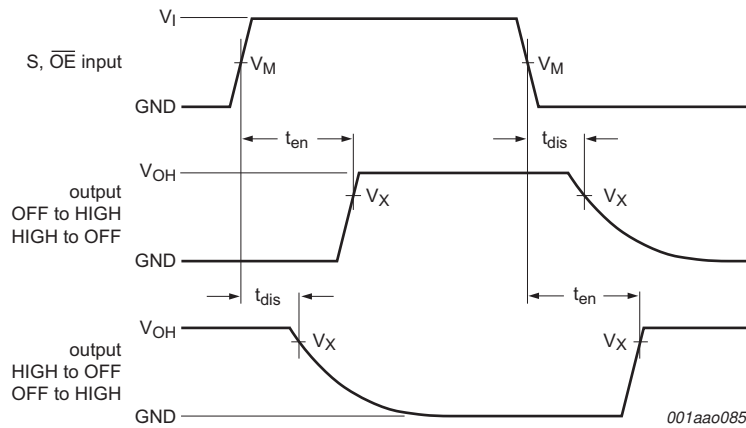 V_I
S, O̅E̅ input
V_M
V_M
GND
t_en
t_dis
V_OH
output
OFF to HIGH
HIGH to OFF
V_X
V_X
GND
t_dis
t_en
V_OH
output
HIGH to OFF
OFF to HIGH
V_X
V_X
GND
001aao085